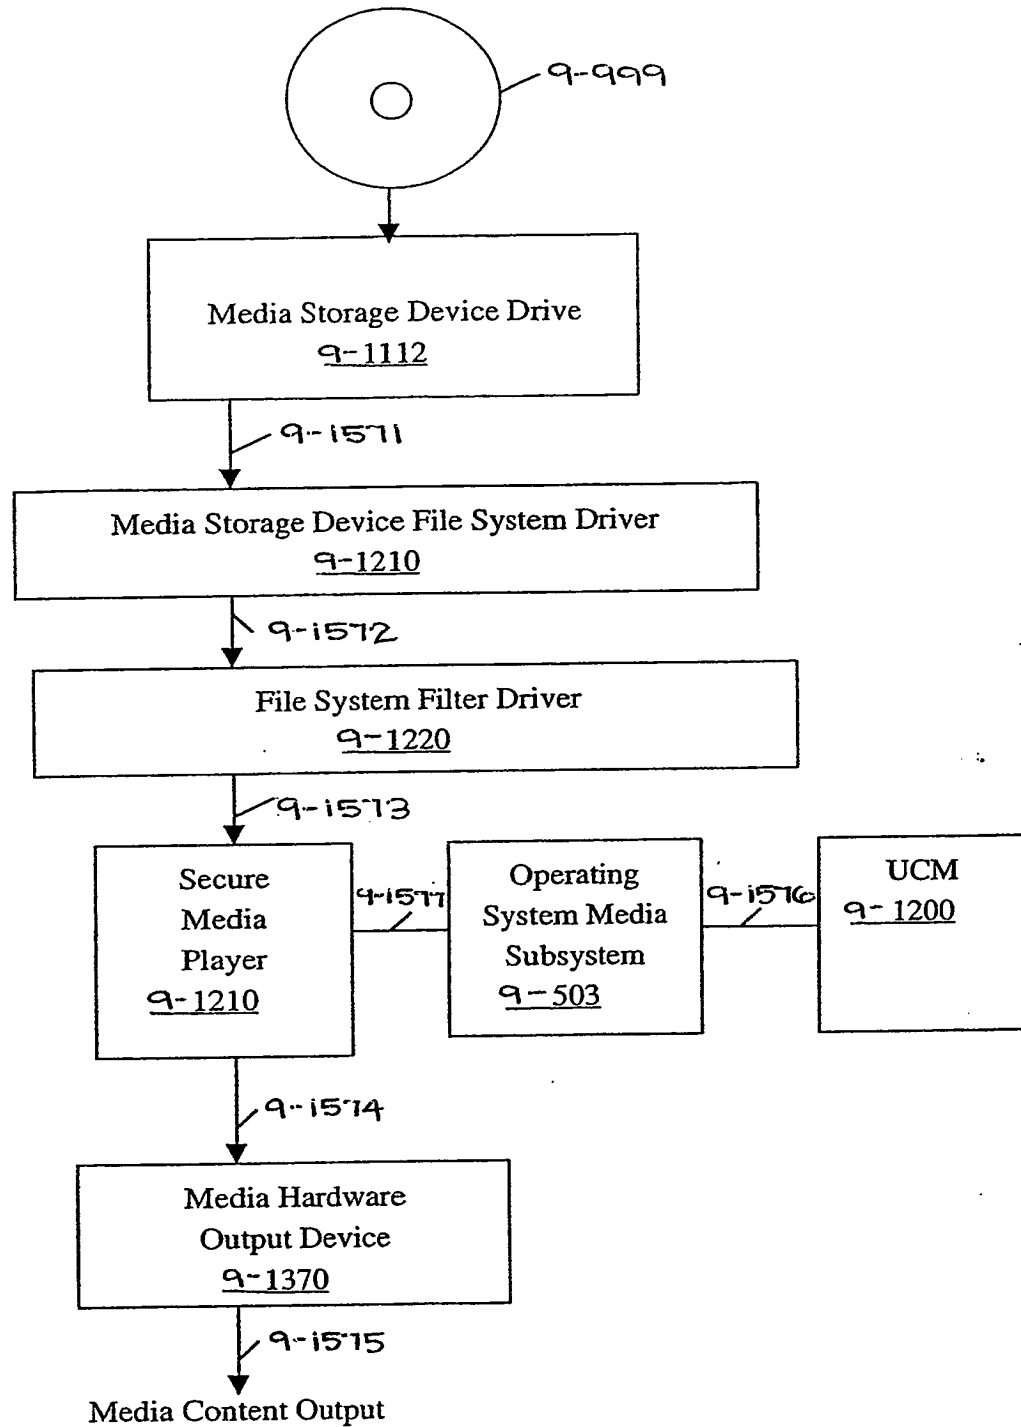 9-999
Media Storage Device Drive
9-1112
9-1571
Media Storage Device File System Driver
9-1210
9-1572
File System Filter Driver
9-1220
9-1573
Secure
Media
Player
9-1210
9-1577
Operating
System Media
Subsystem
9-503
9-1576
UCM
9-1200
9-1574
Media Hardware
Output Device
9-1370
9-1575
Media Content Output